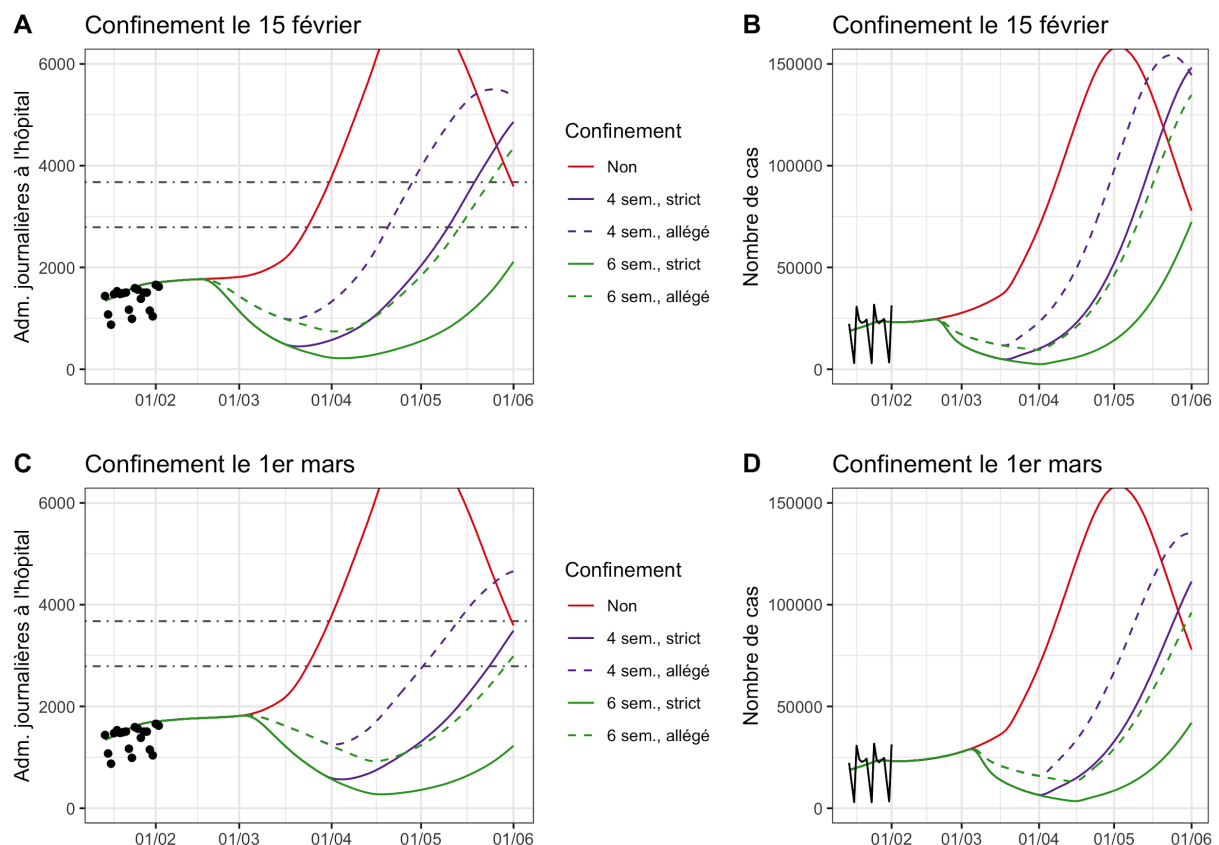 A
Confinement le 15 février
Adm. journalières à l'hôpital
6000
4000
2000
0
01/02
01/03
01/04
01/05
01/06
Confinement
Non
4 sem., strict
4 sem., allégé
6 sem., strict
6 sem., allégé
B
Confinement le 15 février
Nombre de cas
150000
100000
50000
0
01/02
01/03
01/04
01/05
01/06
C
Confinement le 1er mars
Adm. journalières à l'hôpital
6000
4000
2000
0
01/02
01/03
01/04
01/05
01/06
Confinement
Non
4 sem., strict
4 sem., allégé
6 sem., strict
6 sem., allégé
D
Confinement le 1er mars
Nombre de cas
150000
100000
50000
0
01/02
01/03
01/04
01/05
01/06